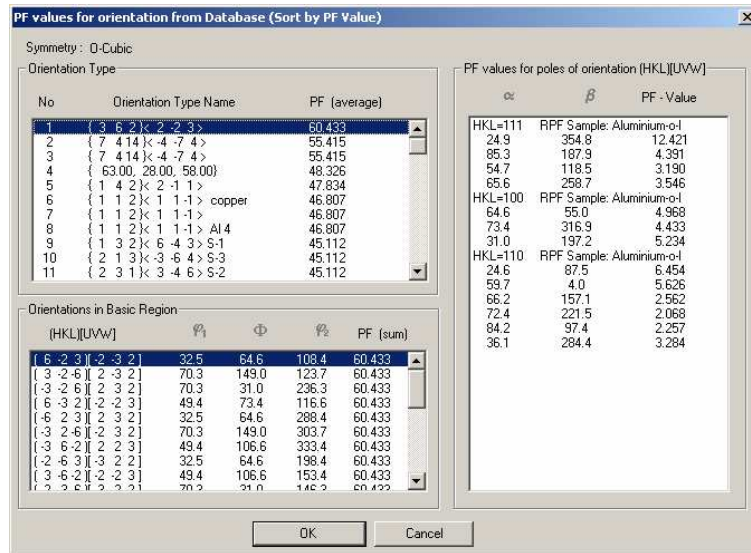 PF values for orientation from Database (Sort by PF Value)
Symmetry : O-Cubic
Orientation Type
No Orientation Type Name PF (average)
1 { 3 6 2}< 2 -2 3> 60.433
2 { 7 4 14}< -4 -7 4> 55.415
3 { 7 4 14}< -4 -7 4> 55.415
4 { 63.00, 28.00, 58.00} 48.326
5 { 1 4 2}< 2 -1 1> 47.834
6 { 1 1 2}< 1 1 -1> copper 46.807
7 { 1 1 2}< 1 1 -1> 46.807
8 { 1 1 2}< 1 1 -1> Al 4 46.807
9 { 1 3 2}< 6 -4 3> S-1 45.112
10 { 2 1 3}< -3 -6 4> S-3 45.112
11 { 2 3 1}< 3 -4 6> S-2 45.112
Orientations in Basic Region
(HKL)[UVW] φ1 Φ φ2 PF (sum)
( 6 -2 3)[ -2 -3 2] 32.5 64.6 108.4 60.433
( 3 -2 -6)[ 2 -3 2] 70.3 149.0 123.7 60.433
(-3 -2 6)[ 2 3 2] 70.3 31.0 236.3 60.433
( 6 -3 2)[ -2 -2 3] 49.4 73.4 116.6 60.433
(-6 2 3)[ 2 3 2] 32.5 64.6 288.4 60.433
(-3 2 -6)[ -2 3 2] 70.3 149.0 303.7 60.433
(-3 6 -2)[ 2 2 3] 49.4 106.6 333.4 60.433
(-2 -6 3)[ -3 2 2] 32.5 64.6 198.4 60.433
( 3 -6 -2)[ -2 -2 3] 49.4 106.6 153.4 60.433
PF values for poles of orientation (HKL)[UVW]
α β PF - Value
HKL=111 RPF Sample: Aluminium-o-I
24.9 354.8 12.421
85.3 187.9 4.391
54.7 118.5 3.190
65.6 258.7 3.546
HKL=100 RPF Sample: Aluminium-o-I
64.6 55.0 4.968
73.4 316.9 4.433
31.0 197.2 5.234
HKL=110 RPF Sample: Aluminium-o-I
24.6 87.5 6.454
59.7 4.0 5.626
66.2 157.1 2.562
72.4 221.5 2.068
84.2 97.4 2.257
36.1 284.4 3.284
OK Cancel